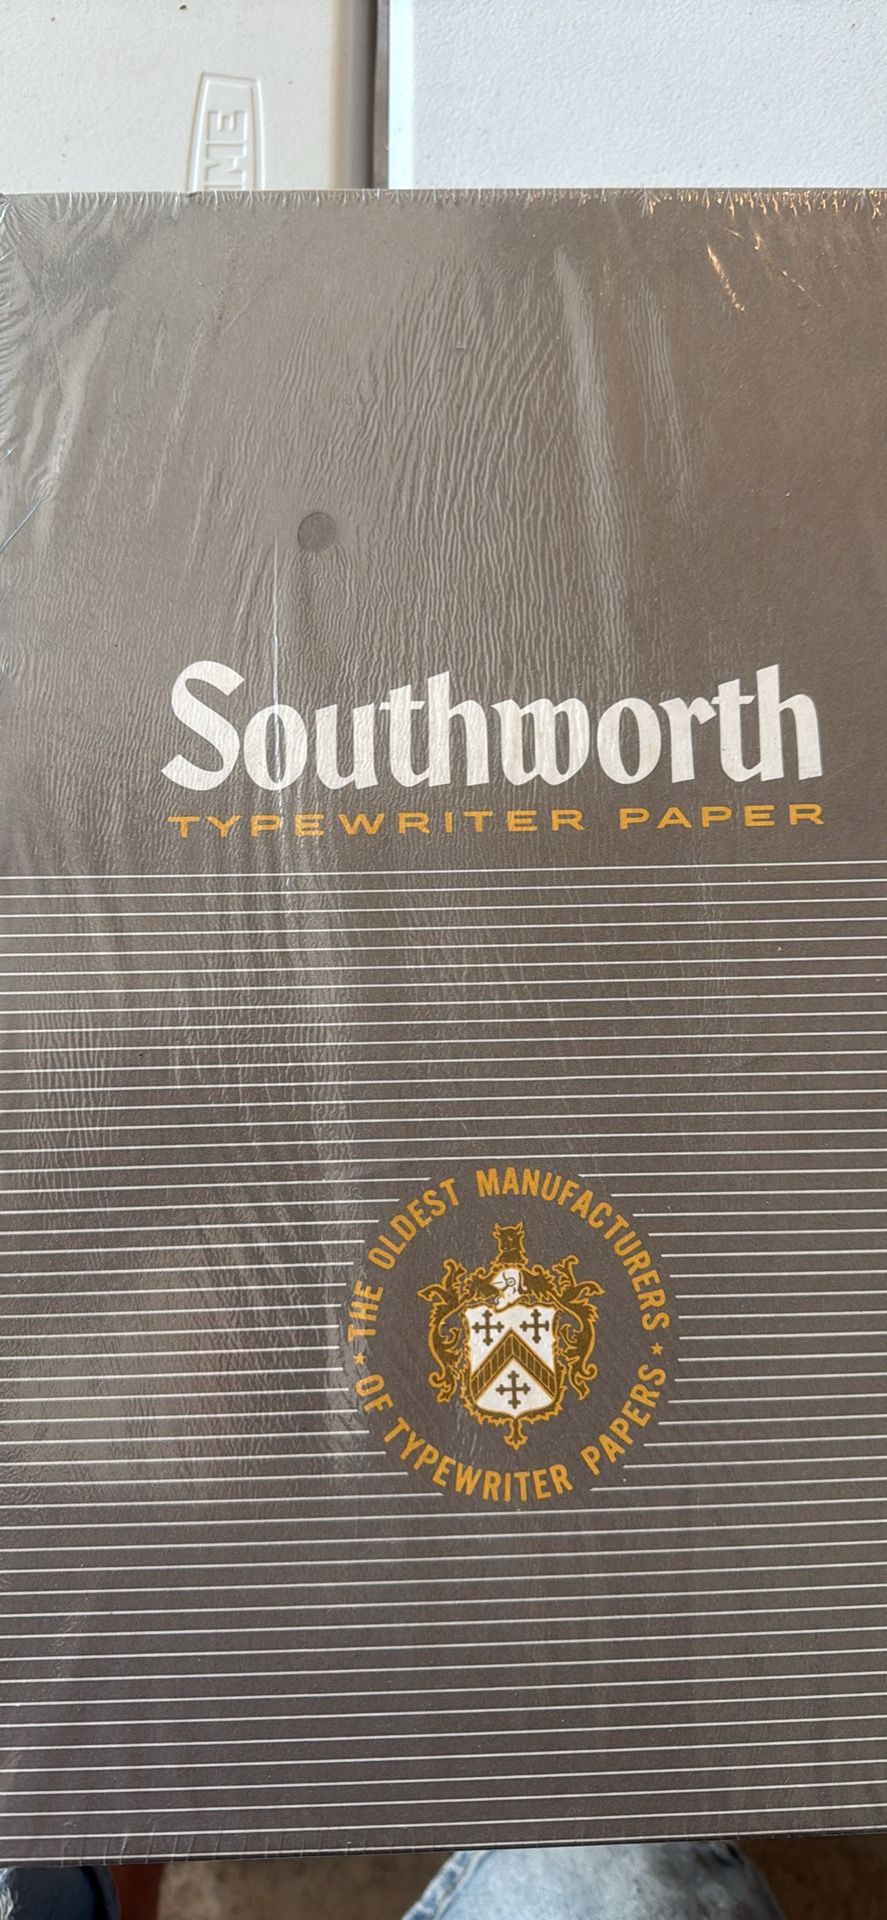 Southworth
TYPEWRITER PAPER
★ THE OLDEST MANUFACTURERS ★
OF TYPEWRITER PAPERS